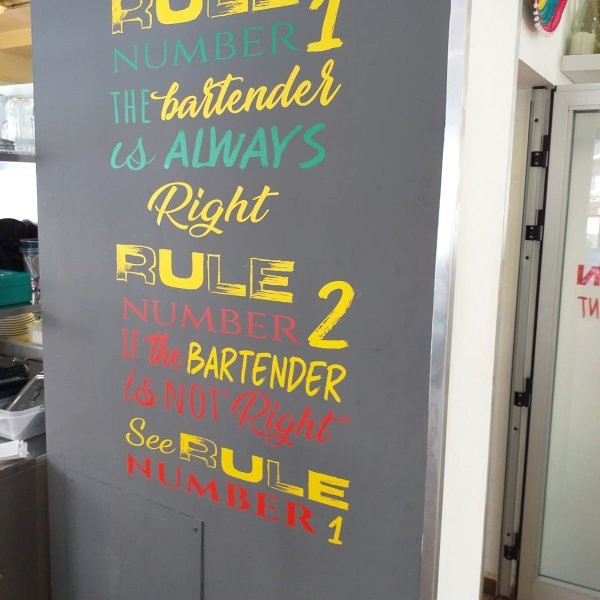 RULE 1
NUMBER
THE bartender
is ALWAYS
Right
RULE
NUMBER 2
IF the BARTENDER
is NOT "Right"
See RULE
NUMBER 1